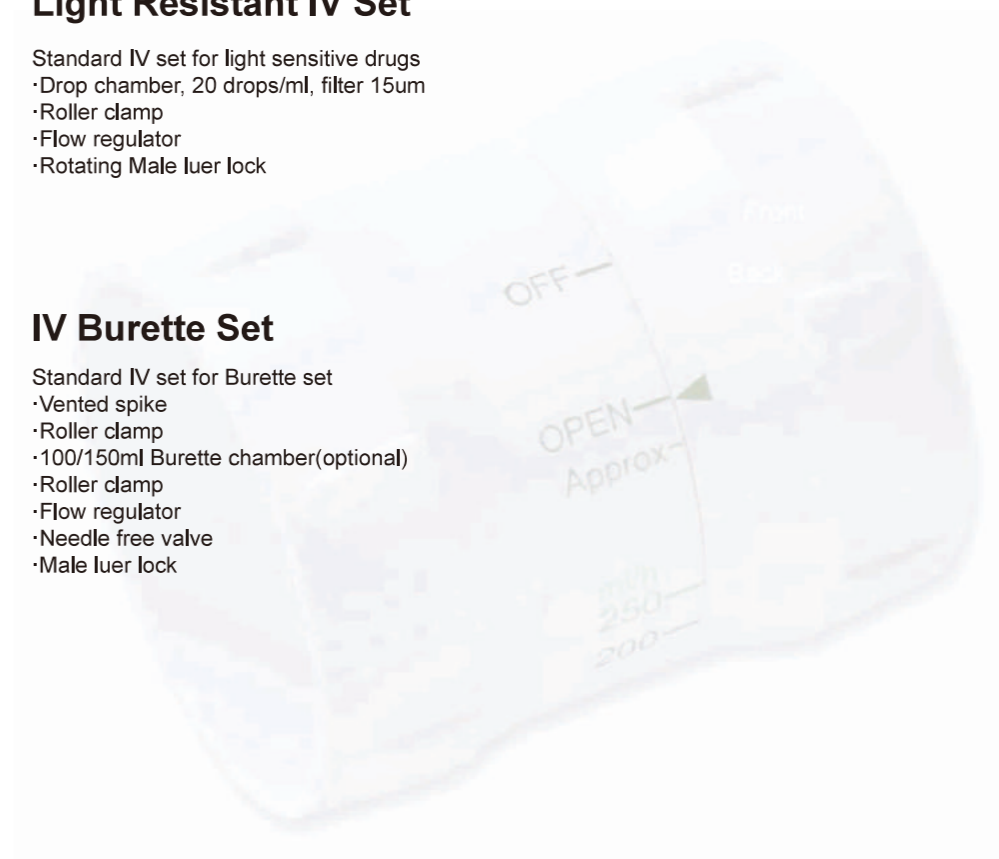 Light Resistant IV Set
Standard IV set for light sensitive drugs
·Drop chamber, 20 drops/ml, filter 15um
·Roller clamp
·Flow regulator
·Rotating Male luer lock
Front
Back
OFF
IV Burette Set
OPEN
Approx
Standard IV set for Burette set
·Vented spike
·Roller clamp
·100/150ml Burette chamber(optional)
·Roller clamp
·Flow regulator
·Needle free valve
·Male luer lock
ml/h
250
200